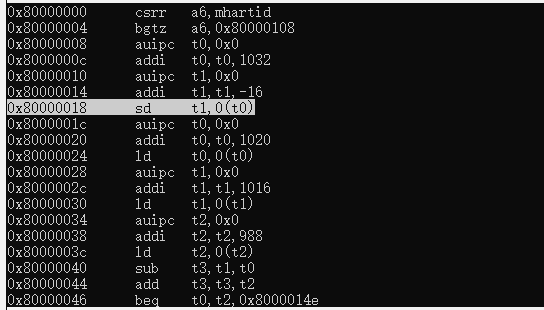 0x80000000 csrr a6,mhartid
0x80000004 bgtz a6,0x80000108
0x80000008 auipc t0,0x0
0x8000000c addi t0,t0,1032
0x80000010 auipc t1,0x0
0x80000014 addi t1,t1,-16
0x80000018 sd t1,0(t0)
0x8000001c auipc t0,0x0
0x80000020 addi t0,t0,1020
0x80000024 ld t0,0(t0)
0x80000028 auipc t1,0x0
0x8000002c addi t1,t1,1016
0x80000030 ld t1,0(t1)
0x80000034 auipc t2,0x0
0x80000038 addi t2,t2,988
0x8000003c ld t2,0(t2)
0x80000040 sub t3,t1,t0
0x80000044 add t3,t3,t2
0x80000046 beq t0,t2,0x8000014e